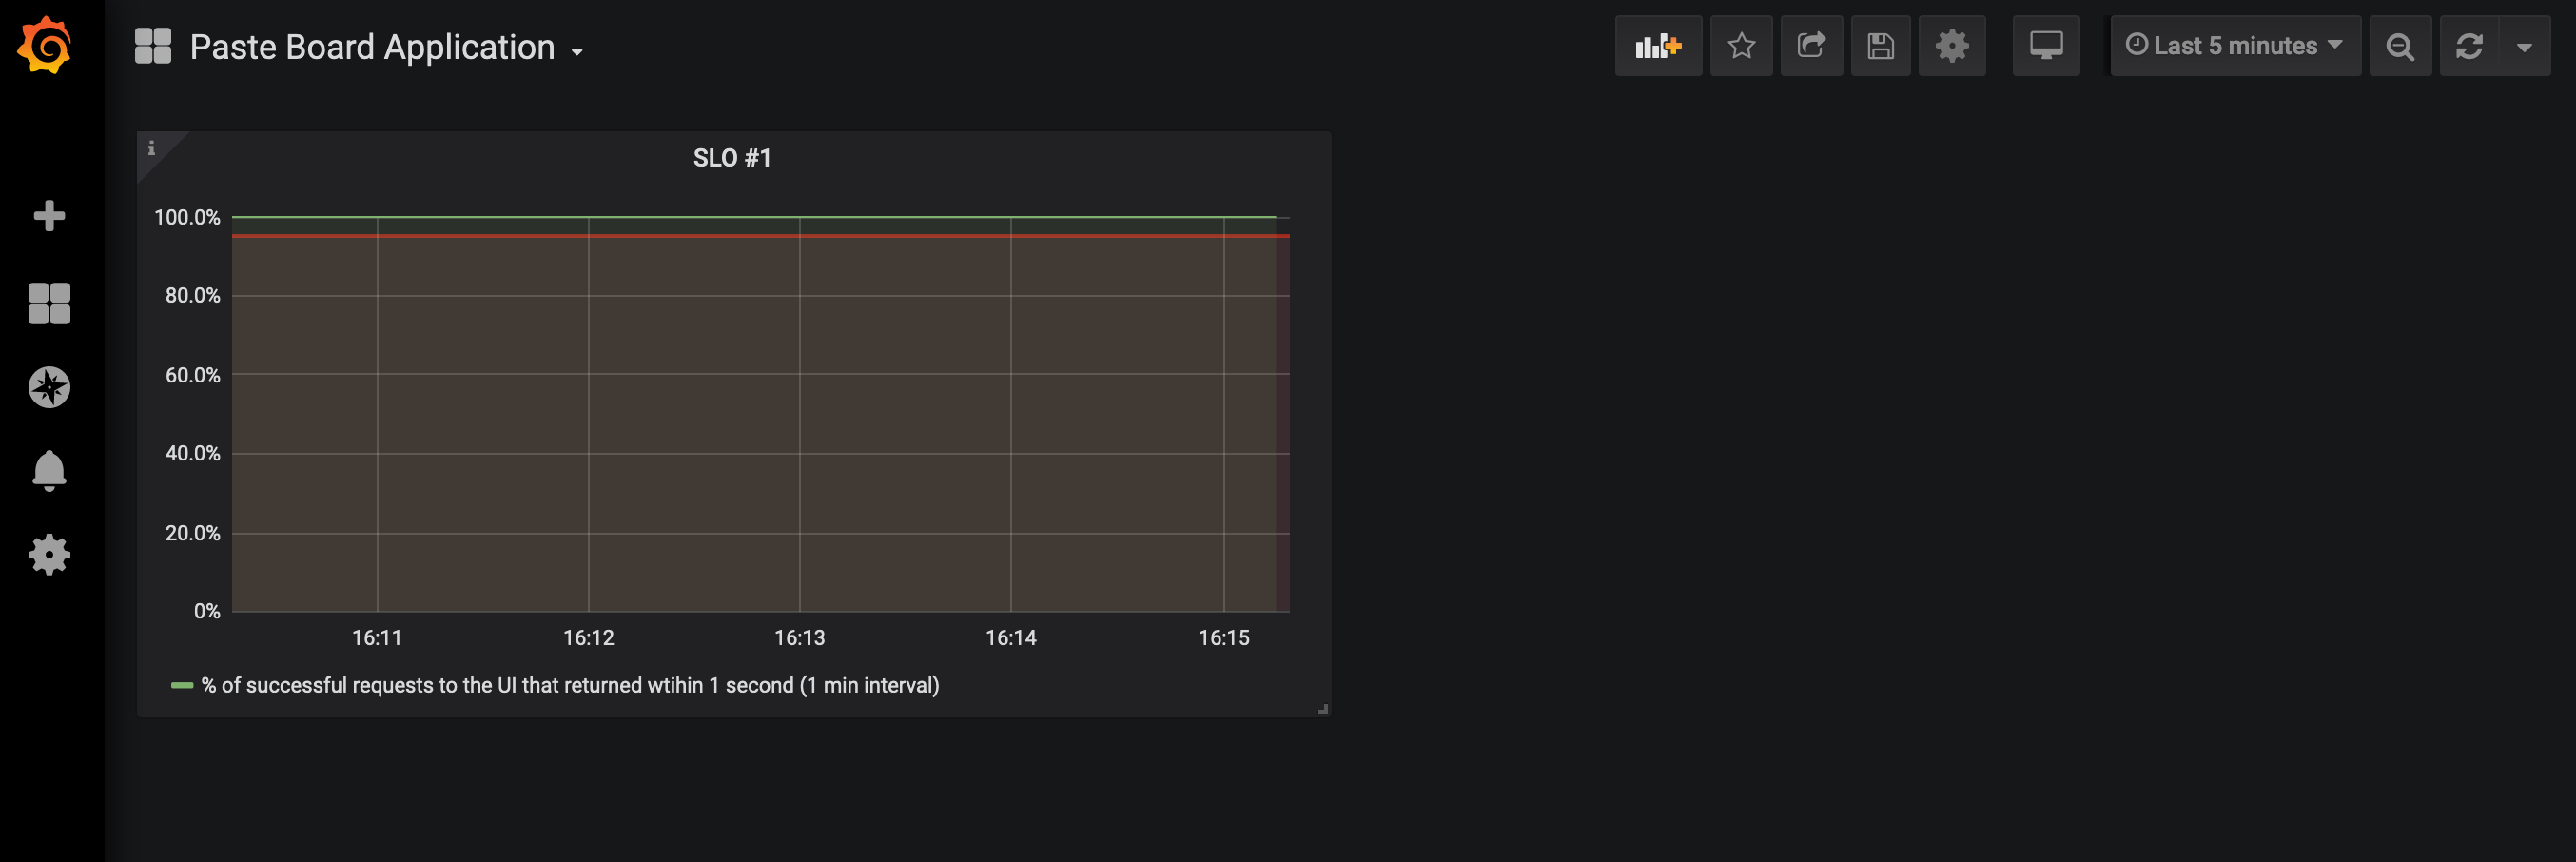 Paste Board Application
Last 5 minutes
i
SLO #1
100.0%
80.0%
60.0%
40.0%
20.0%
0%
16:11 16:12 16:13 16:14 16:15
% of successful requests to the UI that returned wtihin 1 second (1 min interval)